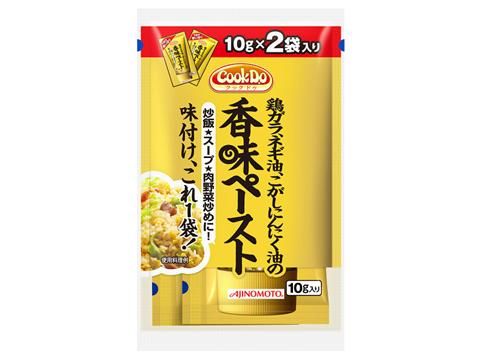 10g×2袋入り
CookDo
クックドゥ
鶏ガラ、ネギ油、こがしにんにく油の
香味ペースト
炒飯★スープ★肉野菜炒めに!
味付け、これ1袋!
使用料理例
AJINOMOTO®
10g入り